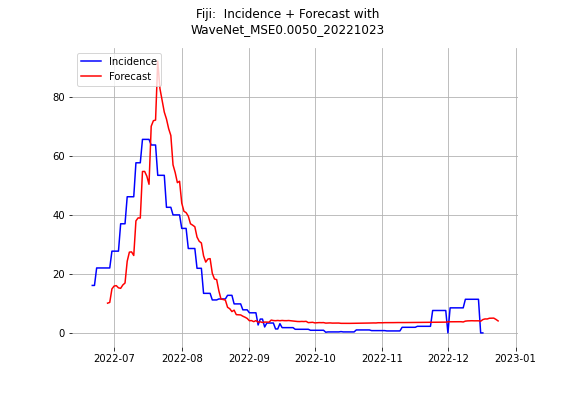 Fiji:  Incidence + Forecast with
WaveNet_MSE0.0050_20221023
Incidence
Forecast
80
60
40
20
0
2022-07 2022-08 2022-09 2022-10 2022-11 2022-12 2023-01